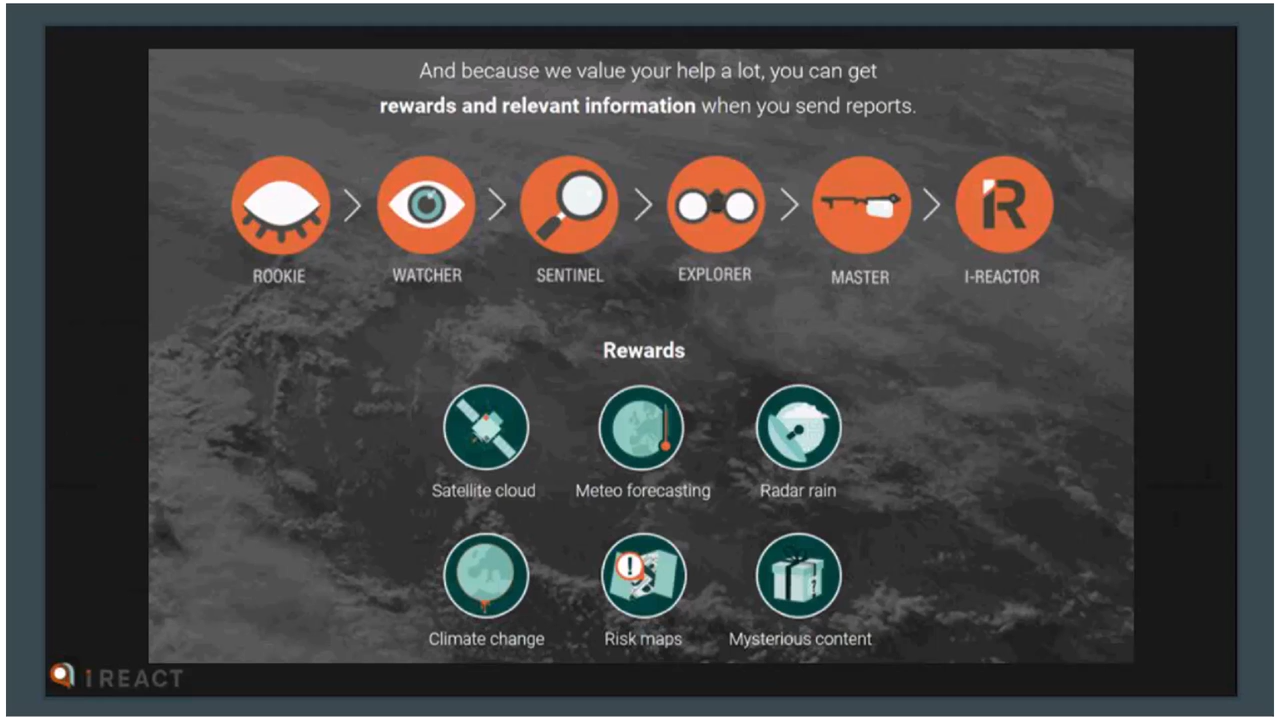 And because we value your help a lot, you can get
rewards and relevant information when you send reports.
iR
ROOKIE WATCHER SENTINEL EXPLORER MASTER I-REACTOR
Rewards
Satellite cloud Meteo forecasting Radar rain
!
?
Climate change Risk maps Mysterious content
I REACT